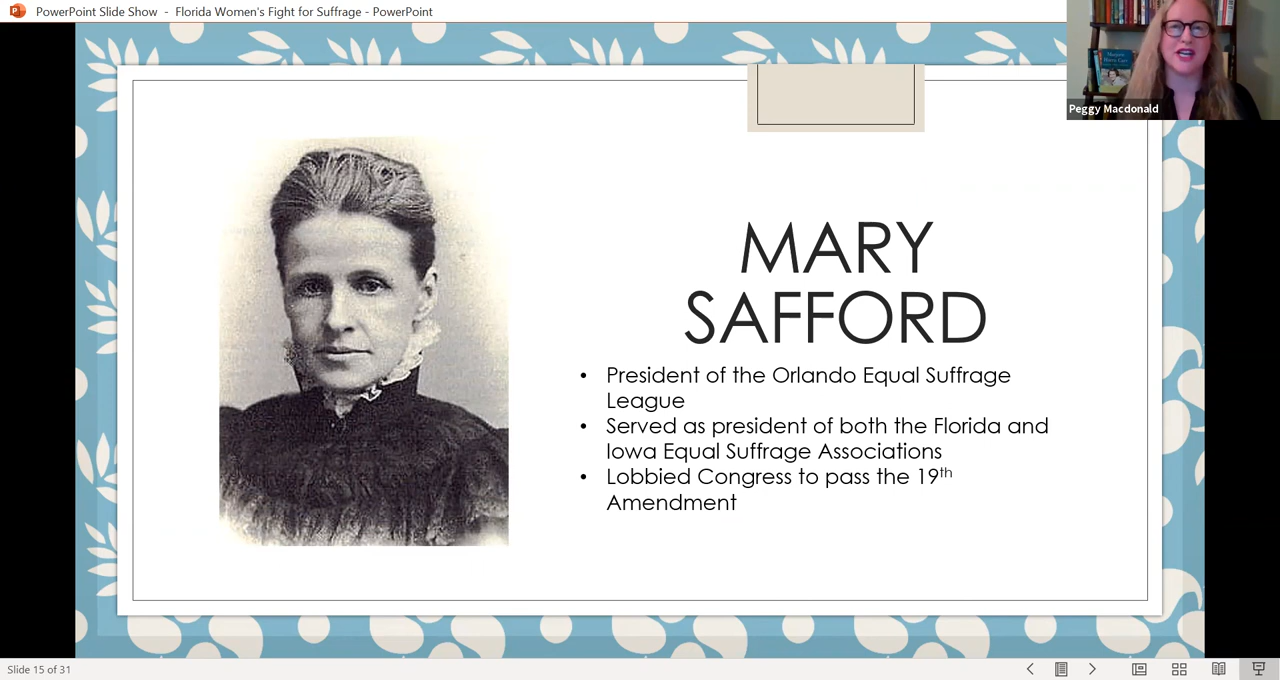 PowerPoint Slide Show - Florida Women's Fight for Suffrage - PowerPoint
Peggy Macdonald
MARY
SAFFORD
• President of the Orlando Equal Suffrage
League
• Served as president of both the Florida and
Iowa Equal Suffrage Associations
• Lobbied Congress to pass the 19th
Amendment
Slide 15 of 31